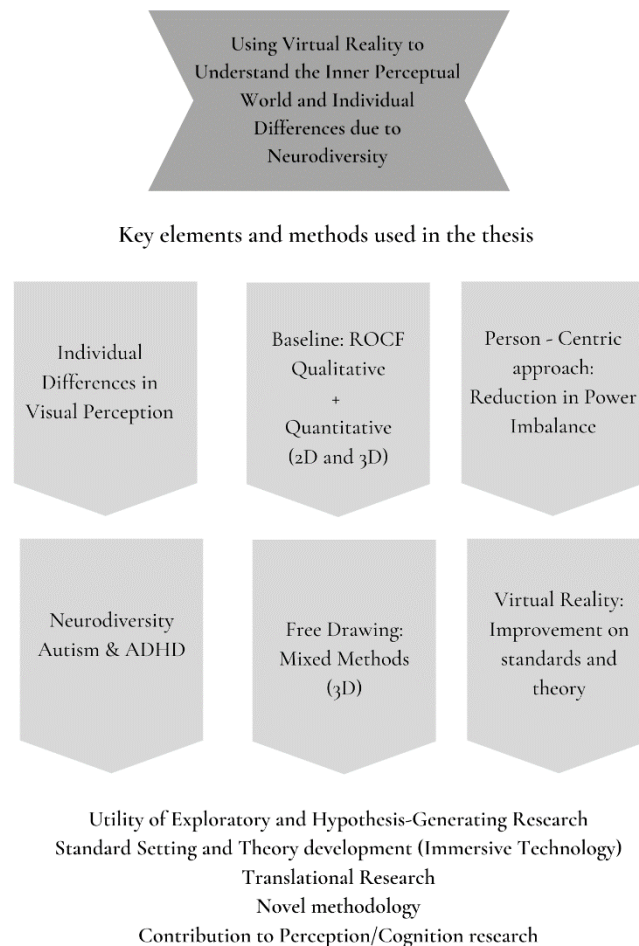 Using Virtual Reality to
Understand the Inner Perceptual
World and Individual
Differences due to
Neurodiversity
Key elements and methods used in the thesis
Individual
Differences in
Visual Perception
Baseline: ROCF
Qualitative
+
Quantitative
(2D and 3D)
Person - Centric
approach:
Reduction in Power
Imbalance
Neurodiversity
Autism & ADHD
Free Drawing:
Mixed Methods
(3D)
Virtual Reality:
Improvement on
standards and
theory
Utility of Exploratory and Hypothesis-Generating Research
Standard Setting and Theory development (Immersive Technology)
Translational Research
Novel methodology
Contribution to Perception/Cognition research